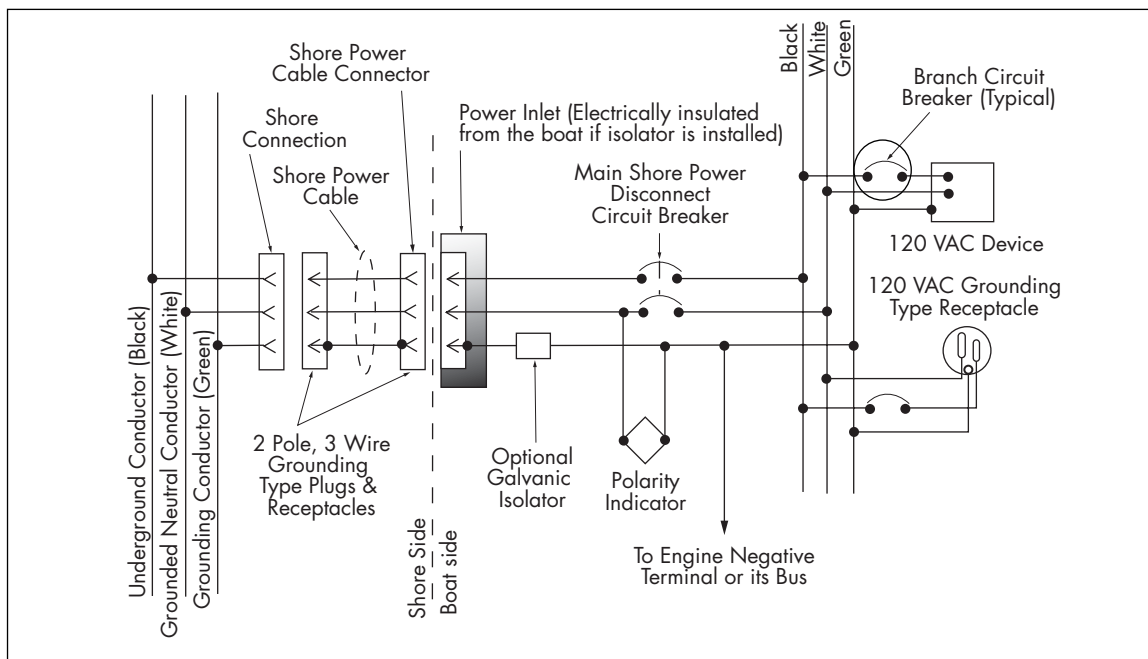 Shore Power
Cable Connector
Shore
Connection
Shore Power
Cable
Power Inlet (Electrically insulated
from the boat if isolator is installed)
Main Shore Power
Disconnect
Circuit Breaker
Black
White
Green
Branch Circuit
Breaker (Typical)
120 VAC Device
120 VAC Grounding
Type Receptacle
Underground Conductor (Black)
Grounded Neutral Conductor (White)
Grounding Conductor (Green)
2 Pole, 3 Wire
Grounding
Type Plugs &
Receptacles
Shore Side
Boat side
Optional
Galvanic
Isolator
Polarity
Indicator
To Engine Negative
Terminal or its Bus